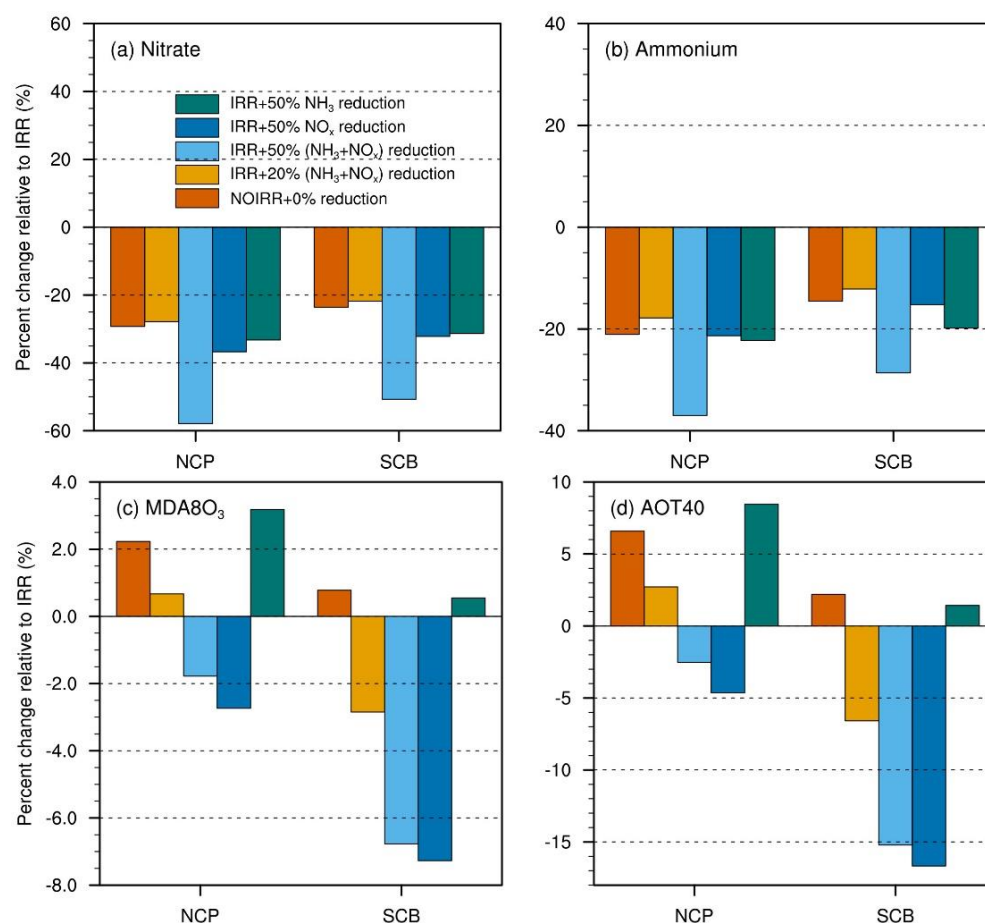 (a) Nitrate
IRR+50% NH₃ reduction
IRR+50% NOₓ reduction
IRR+50% (NH₃+NOₓ) reduction
IRR+20% (NH₃+NOₓ) reduction
NOIRR+0% reduction
Percent change relative to IRR (%)
60
40
20
0
-20
-40
-60
NCP SCB
(b) Ammonium
40
20
0
-20
-40
NCP SCB
(c) MDA8O₃
Percent change relative to IRR (%)
4.0
2.0
0.0
-2.0
-4.0
-6.0
-8.0
NCP SCB
(d) AOT40
10
5
0
-5
-10
-15
NCP SCB